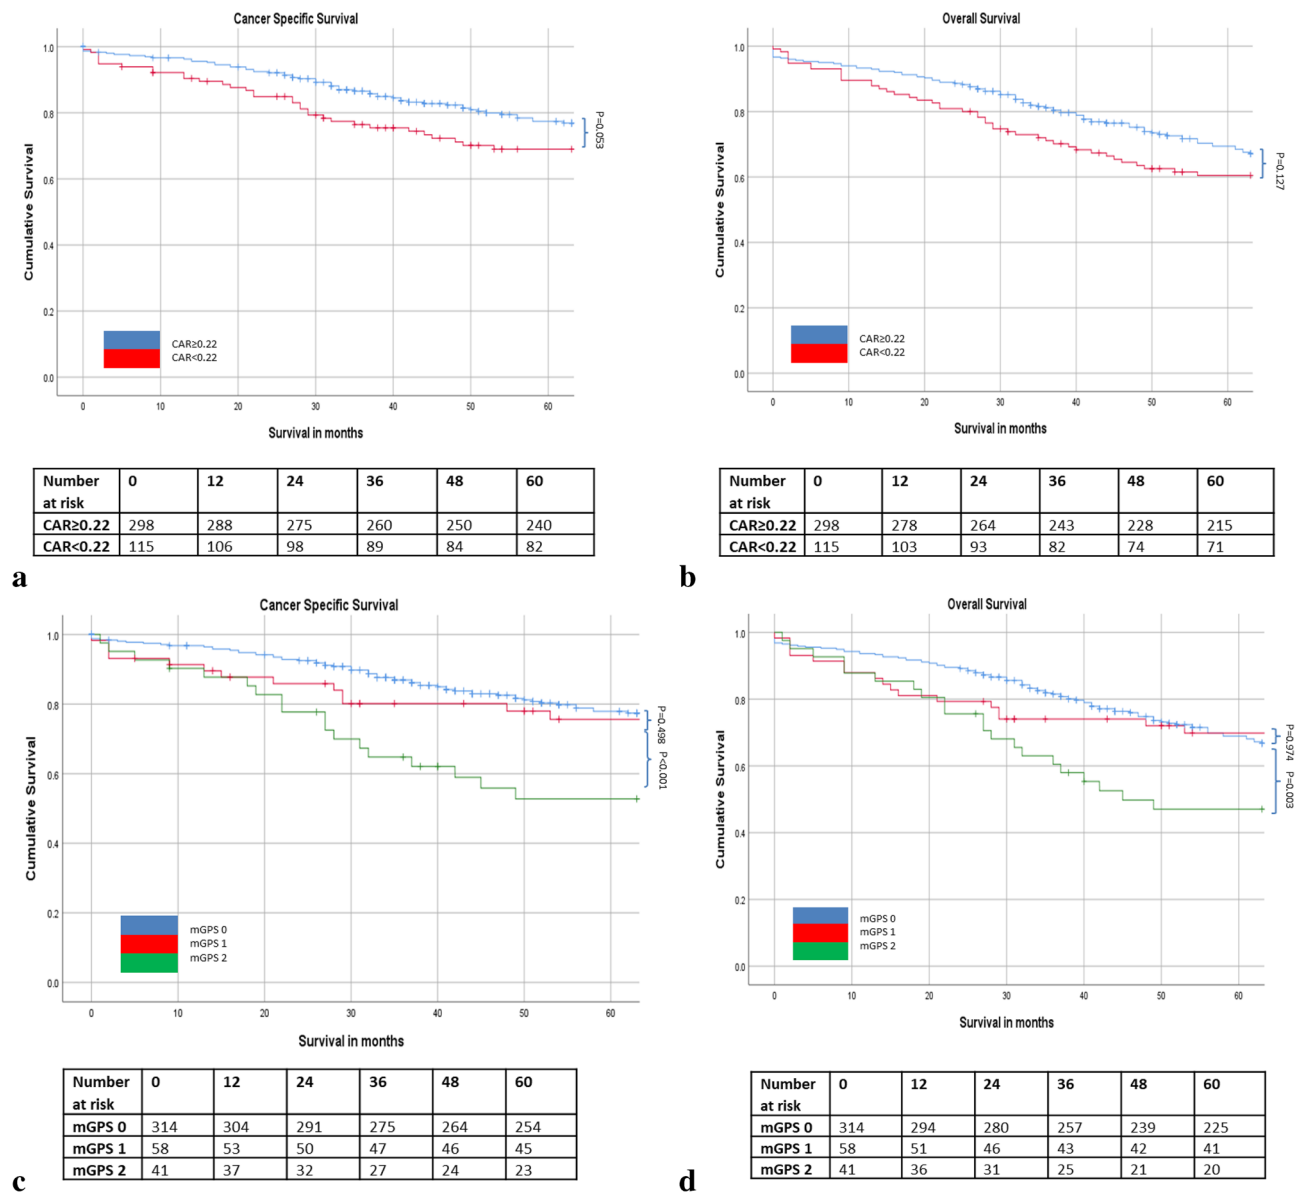 Cancer Specific Survival
1.0
0.8
0.6
0.4
0.2
0.0
Cumulative Survival
P=0.053
CAR≥0.22
CAR<0.22
0 10 20 30 40 50 60
Survival in months
Number at risk 0 12 24 36 48 60
CAR≥0.22 298 288 275 260 250 240
CAR<0.22 115 106 98 89 84 82
a
Overall Survival
1.0
0.8
0.6
0.4
0.2
0.0
Cumulative Survival
P=0.127
CAR≥0.22
CAR<0.22
0 10 20 30 40 50 60
Survival in months
Number at risk 0 12 24 36 48 60
CAR≥0.22 298 278 264 243 228 215
CAR<0.22 115 103 93 82 74 71
b
Cancer Specific Survival
1.0
0.8
0.6
0.4
0.2
0.0
Cumulative Survival
P=0.498 P<0.001
mGPS 0
mGPS 1
mGPS 2
0 10 20 30 40 50 60
Survival in months
Number at risk 0 12 24 36 48 60
mGPS 0 314 304 291 275 264 254
mGPS 1 58 53 50 47 46 45
mGPS 2 41 37 32 27 24 23
c
Overall Survival
1.0
0.8
0.6
0.4
0.2
0.0
Cumulative Survival
P=0.974 P=0.003
mGPS 0
mGPS 1
mGPS 2
0 10 20 30 40 50 60
Survival in months
Number at risk 0 12 24 36 48 60
mGPS 0 314 294 280 257 239 225
mGPS 1 58 51 46 43 42 41
mGPS 2 41 36 31 25 21 20
d